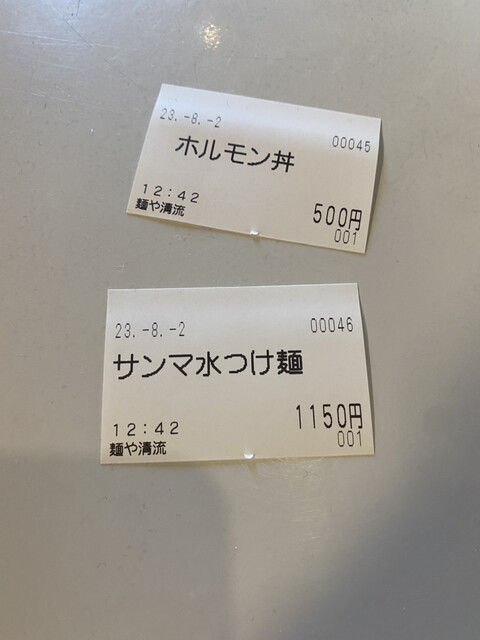 23.-8.-2
00045
ホルモン丼
12:42
麺や清流
500円
001
23.-8.-2
00046
サンマ水つけ麺
1150円
12:42
001
麺や清流